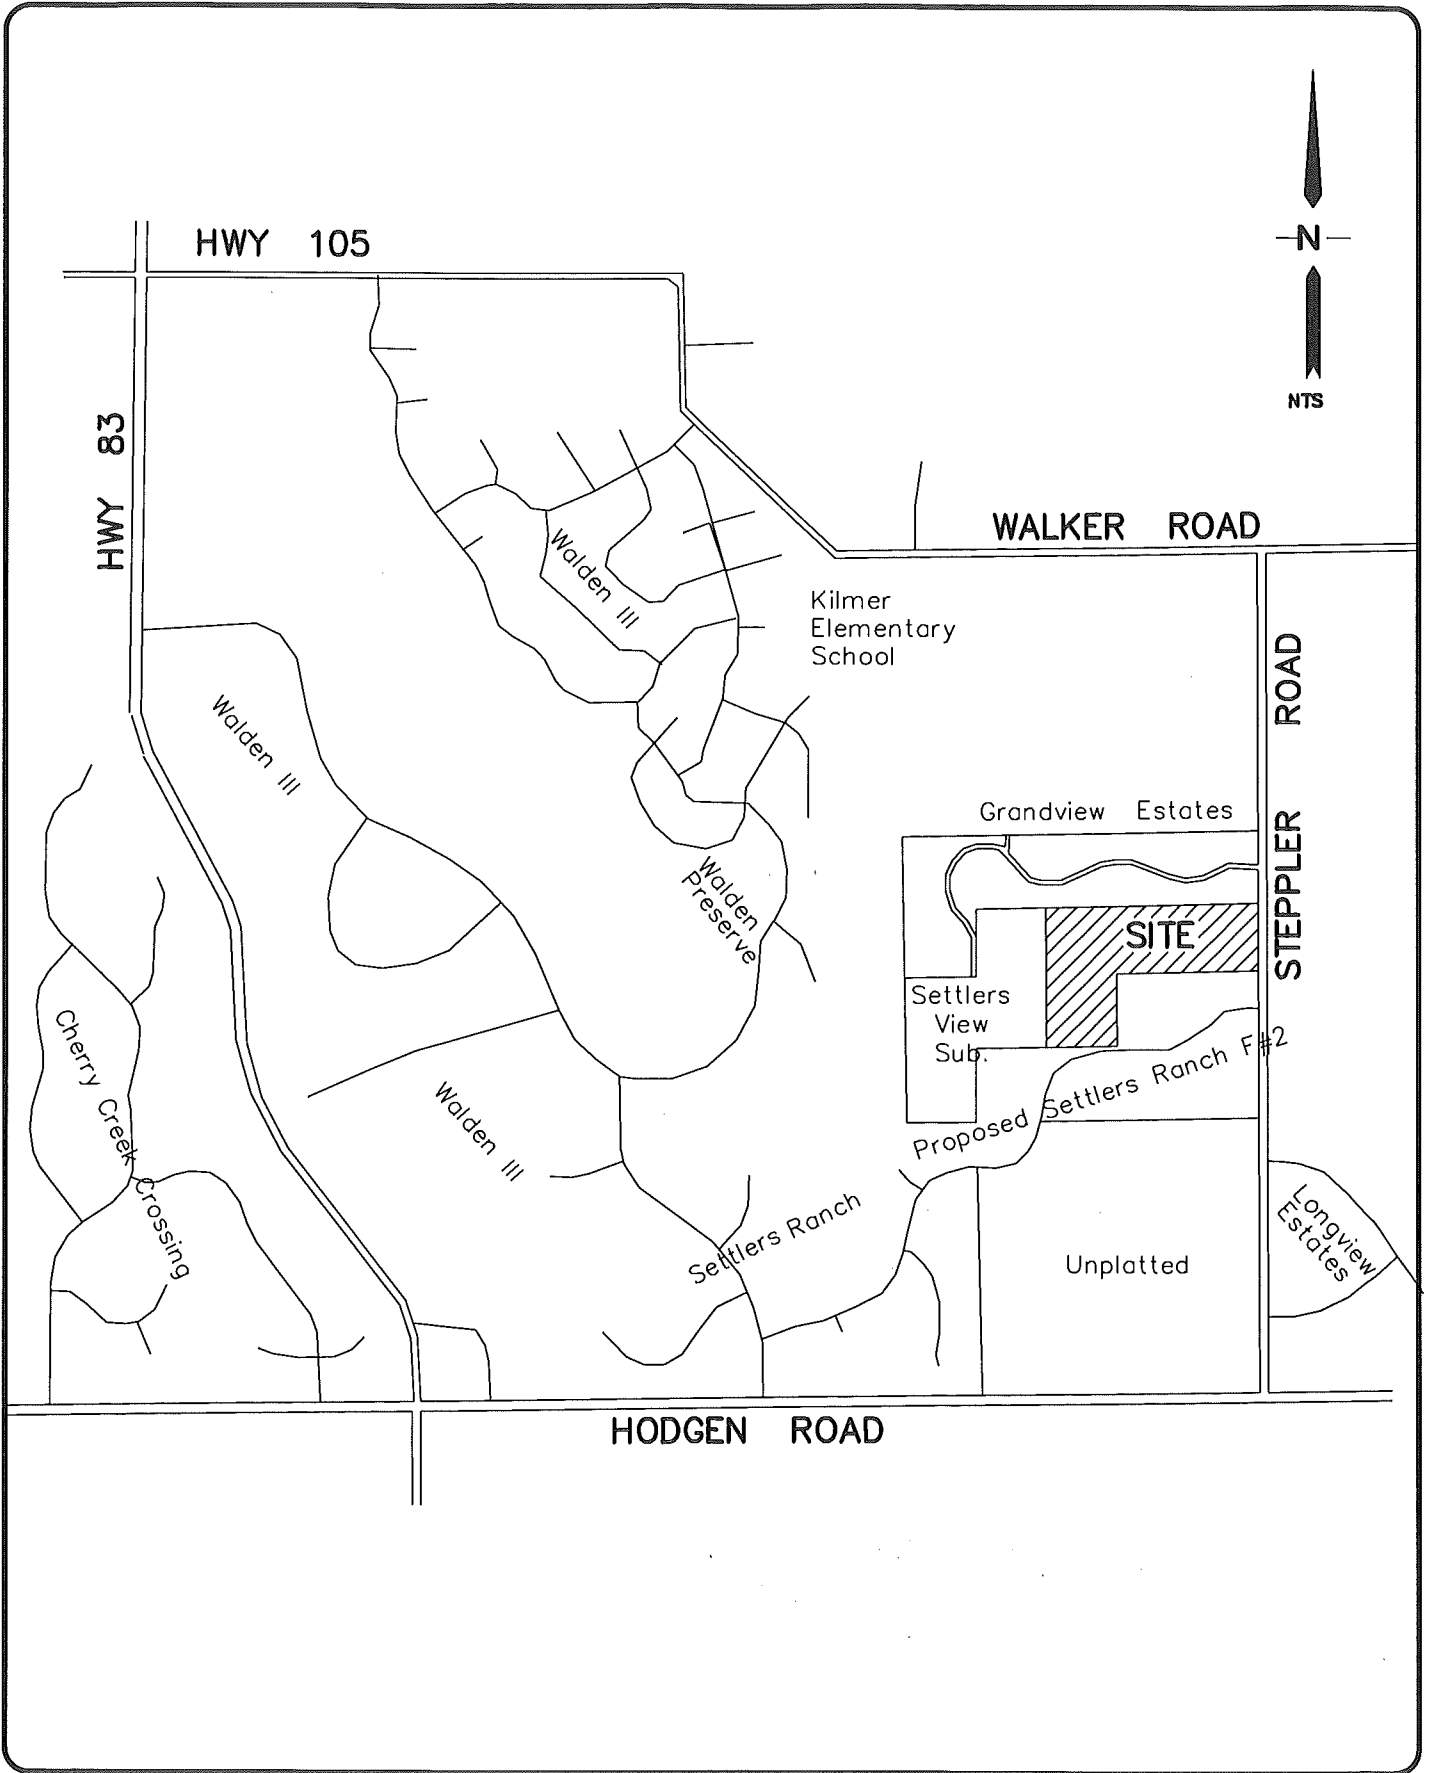 HWY 105
N
NTS
HWY 83
WALKER ROAD
Walden III
Kilmer
Elementary
School
STEPPLER ROAD
Walden III
Grandview Estates
Walden
Preserve
SITE
Settlers
View
Sub.
Cherry Creek Crossing
Proposed Settlers Ranch F#2
Walden III
Settlers Ranch
Unplatted
Longview
Estates
HODGEN ROAD